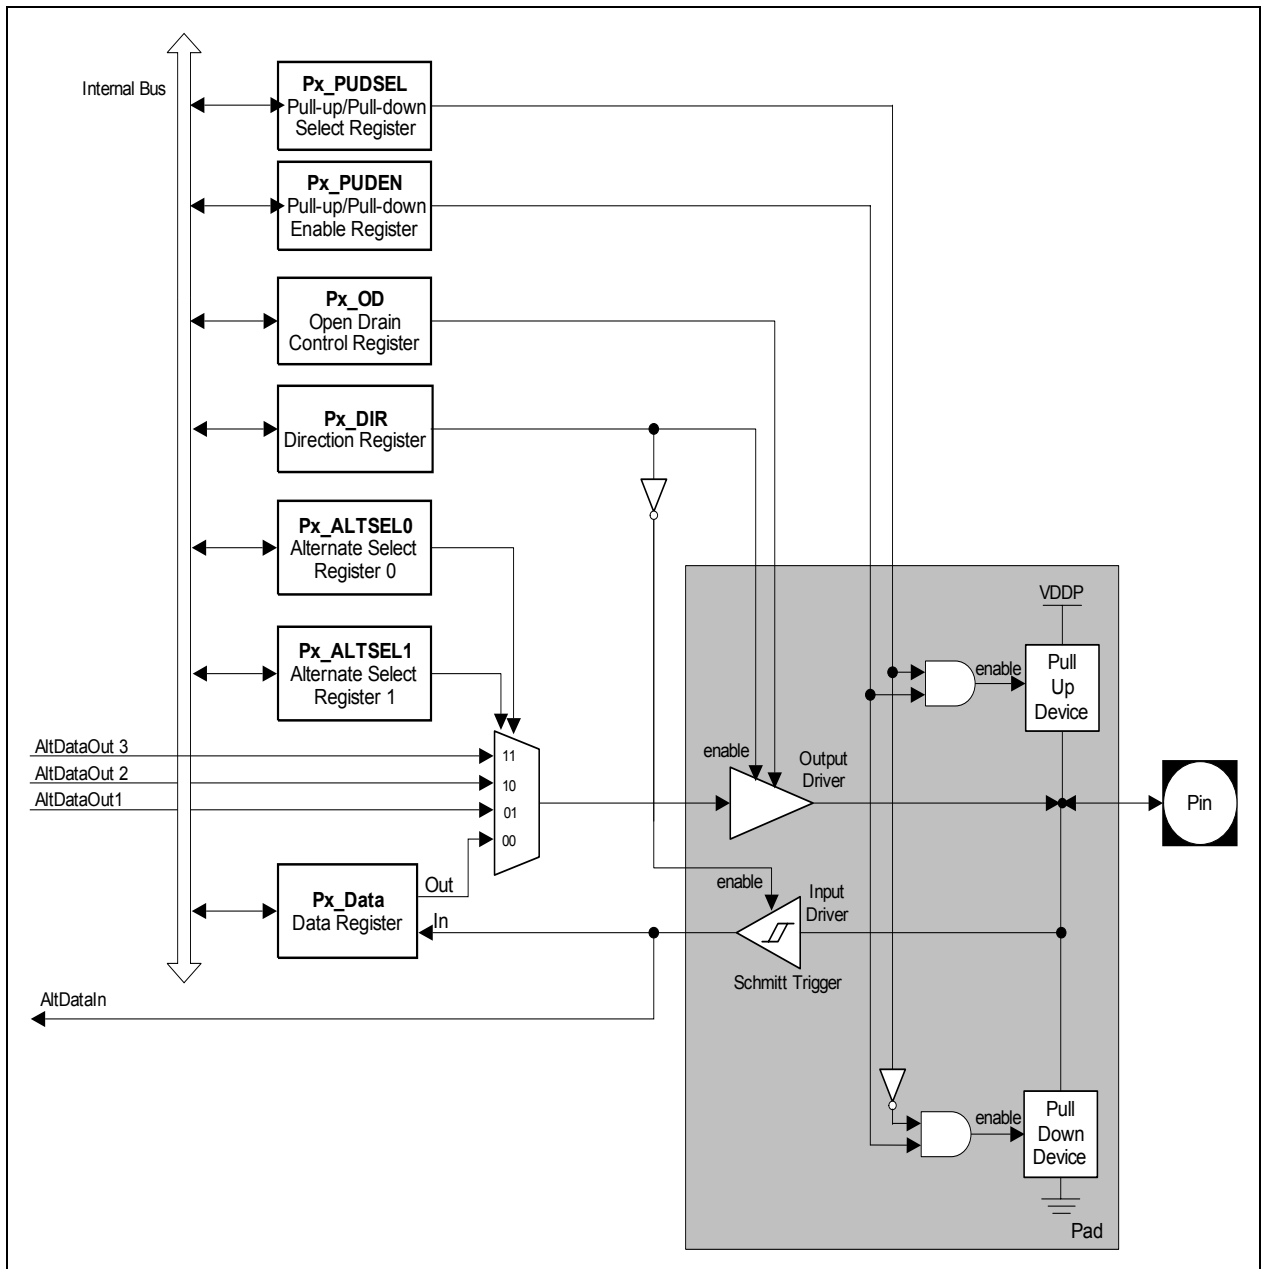 Internal Bus
Px_PUDSEL
Pull-up/Pull-down
Select Register
Px_PUDEN
Pull-up/Pull-down
Enable Register
Px_OD
Open Drain
Control Register
Px_DIR
Direction Register
Px_ALTSEL0
Alternate Select
Register 0
Px_ALTSEL1
Alternate Select
Register 1
AltDataOut 3
AltDataOut 2
AltDataOut1
11
10
01
00
Px_Data
Data Register
Out
In
AltDataIn
enable
Output
Driver
enable
Input
Driver
Schmitt Trigger
VDDP
enable
Pull
Up
Device
Pin
enable
Pull
Down
Device
Pad